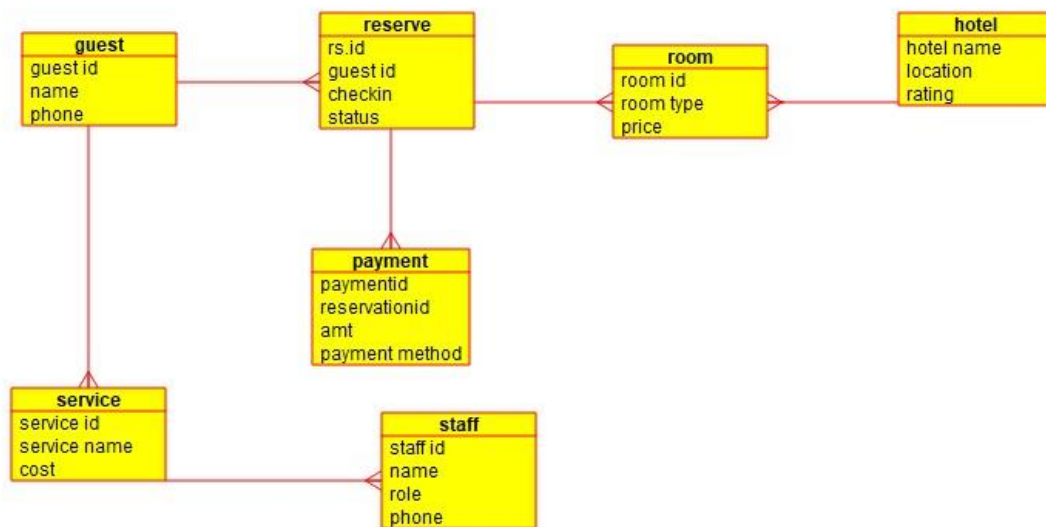 guest
guest id
name
phone
reserve
rs.id
guest id
checkin
status
room
room id
room type
price
hotel
hotel name
location
rating
payment
paymentid
reservationid
amt
payment method
service
service id
service name
cost
staff
staff id
name
role
phone